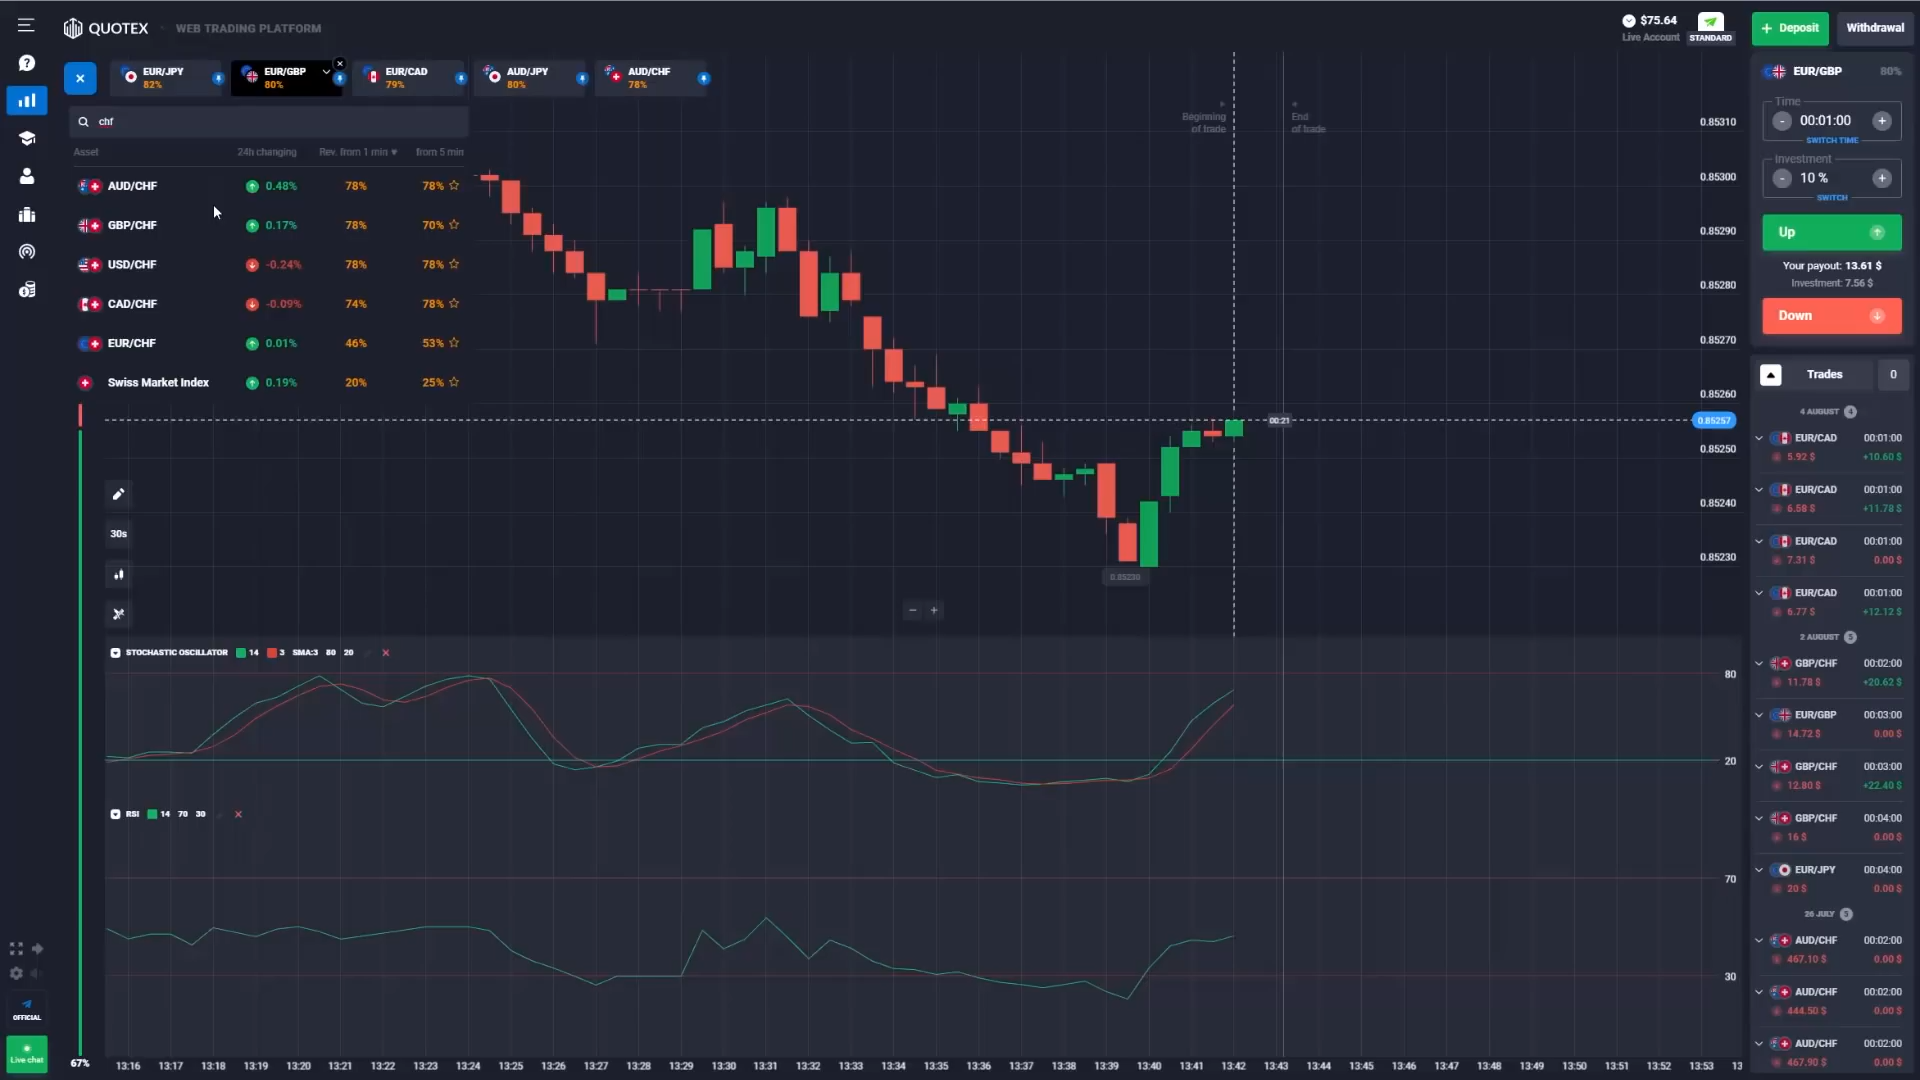 QUOTEX
WEB TRADING PLATFORM
$75.64
Live Account
STANDARD
+ Deposit
Withdrawal
EUR/JPY
82%
EUR/GBP
80%
EUR/CAD
79%
AUD/JPY
80%
AUD/CHF
78%
chf
Asset 24h changing Rev. from 1 min from 5 min
AUD/CHF 0.48% 78% 78%
GBP/CHF 0.17% 78% 70%
USD/CHF -0.24% 78% 78%
CAD/CHF -0.09% 74% 78%
EUR/CHF 0.01% 46% 53%
Swiss Market Index 0.19% 20% 25%
Beginning
of trade
End
of trade
0.85310
0.85300
0.85290
0.85280
0.85270
0.85260
00:21
0.85257
0.85250
0.85240
0.85230
0.85230
30s
− +
STOCHASTIC OSCILLATOR 14 3 SMA:3 80 20
80
20
RSI 14 70 30
70
30
OFFICIAL
Live chat
67%
13:16 13:17 13:18 13:19 13:20 13:21 13:22 13:23 13:24 13:25 13:26 13:27 13:28 13:29 13:30 13:31 13:32 13:33 13:34 13:35 13:36 13:37 13:38 13:39 13:40 13:41 13:42 13:43 13:44 13:45 13:46 13:47 13:48 13:49 13:50 13:51 13:52 13:53 13
EUR/GBP 80%
Time
- 00:01:00 +
SWITCH TIME
Investment
- 10 % +
SWITCH
Up
Your payout: 13.61 $
Investment: 7.56 $
Down
Trades 0
4 AUGUST 4
EUR/CAD 00:01:00
5.92 $ +10.60 $
EUR/CAD 00:01:00
6.58 $ +11.78 $
EUR/CAD 00:01:00
7.31 $ 0.00 $
EUR/CAD 00:01:00
6.77 $ +12.12 $
2 AUGUST 5
GBP/CHF 00:02:00
11.78 $ +20.62 $
EUR/GBP 00:03:00
14.72 $ 0.00 $
GBP/CHF 00:03:00
12.80 $ +22.40 $
GBP/CHF 00:04:00
16 $ 0.00 $
EUR/JPY 00:04:00
20 $ 0.00 $
26 JULY 3
AUD/CHF 00:02:00
467.10 $ 0.00 $
AUD/CHF 00:02:00
444.50 $ 0.00 $
AUD/CHF 00:02:00
467.90 $ 0.00 $